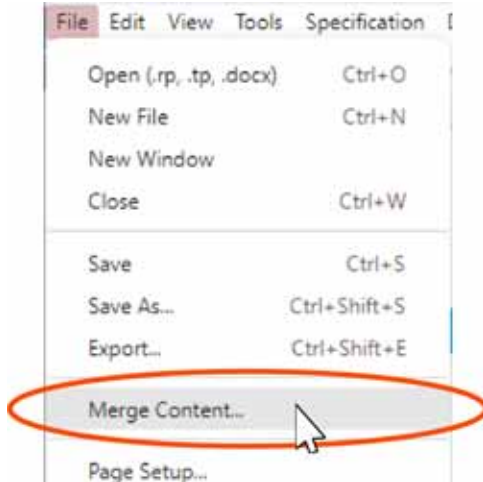 File Edit View Tools Specification
Open (.rp, .tp, .docx) Ctrl+O
New File Ctrl+N
New Window
Close Ctrl+W
Save Ctrl+S
Save As... Ctrl+Shift+S
Export... Ctrl+Shift+E
Merge Content...
Page Setup...